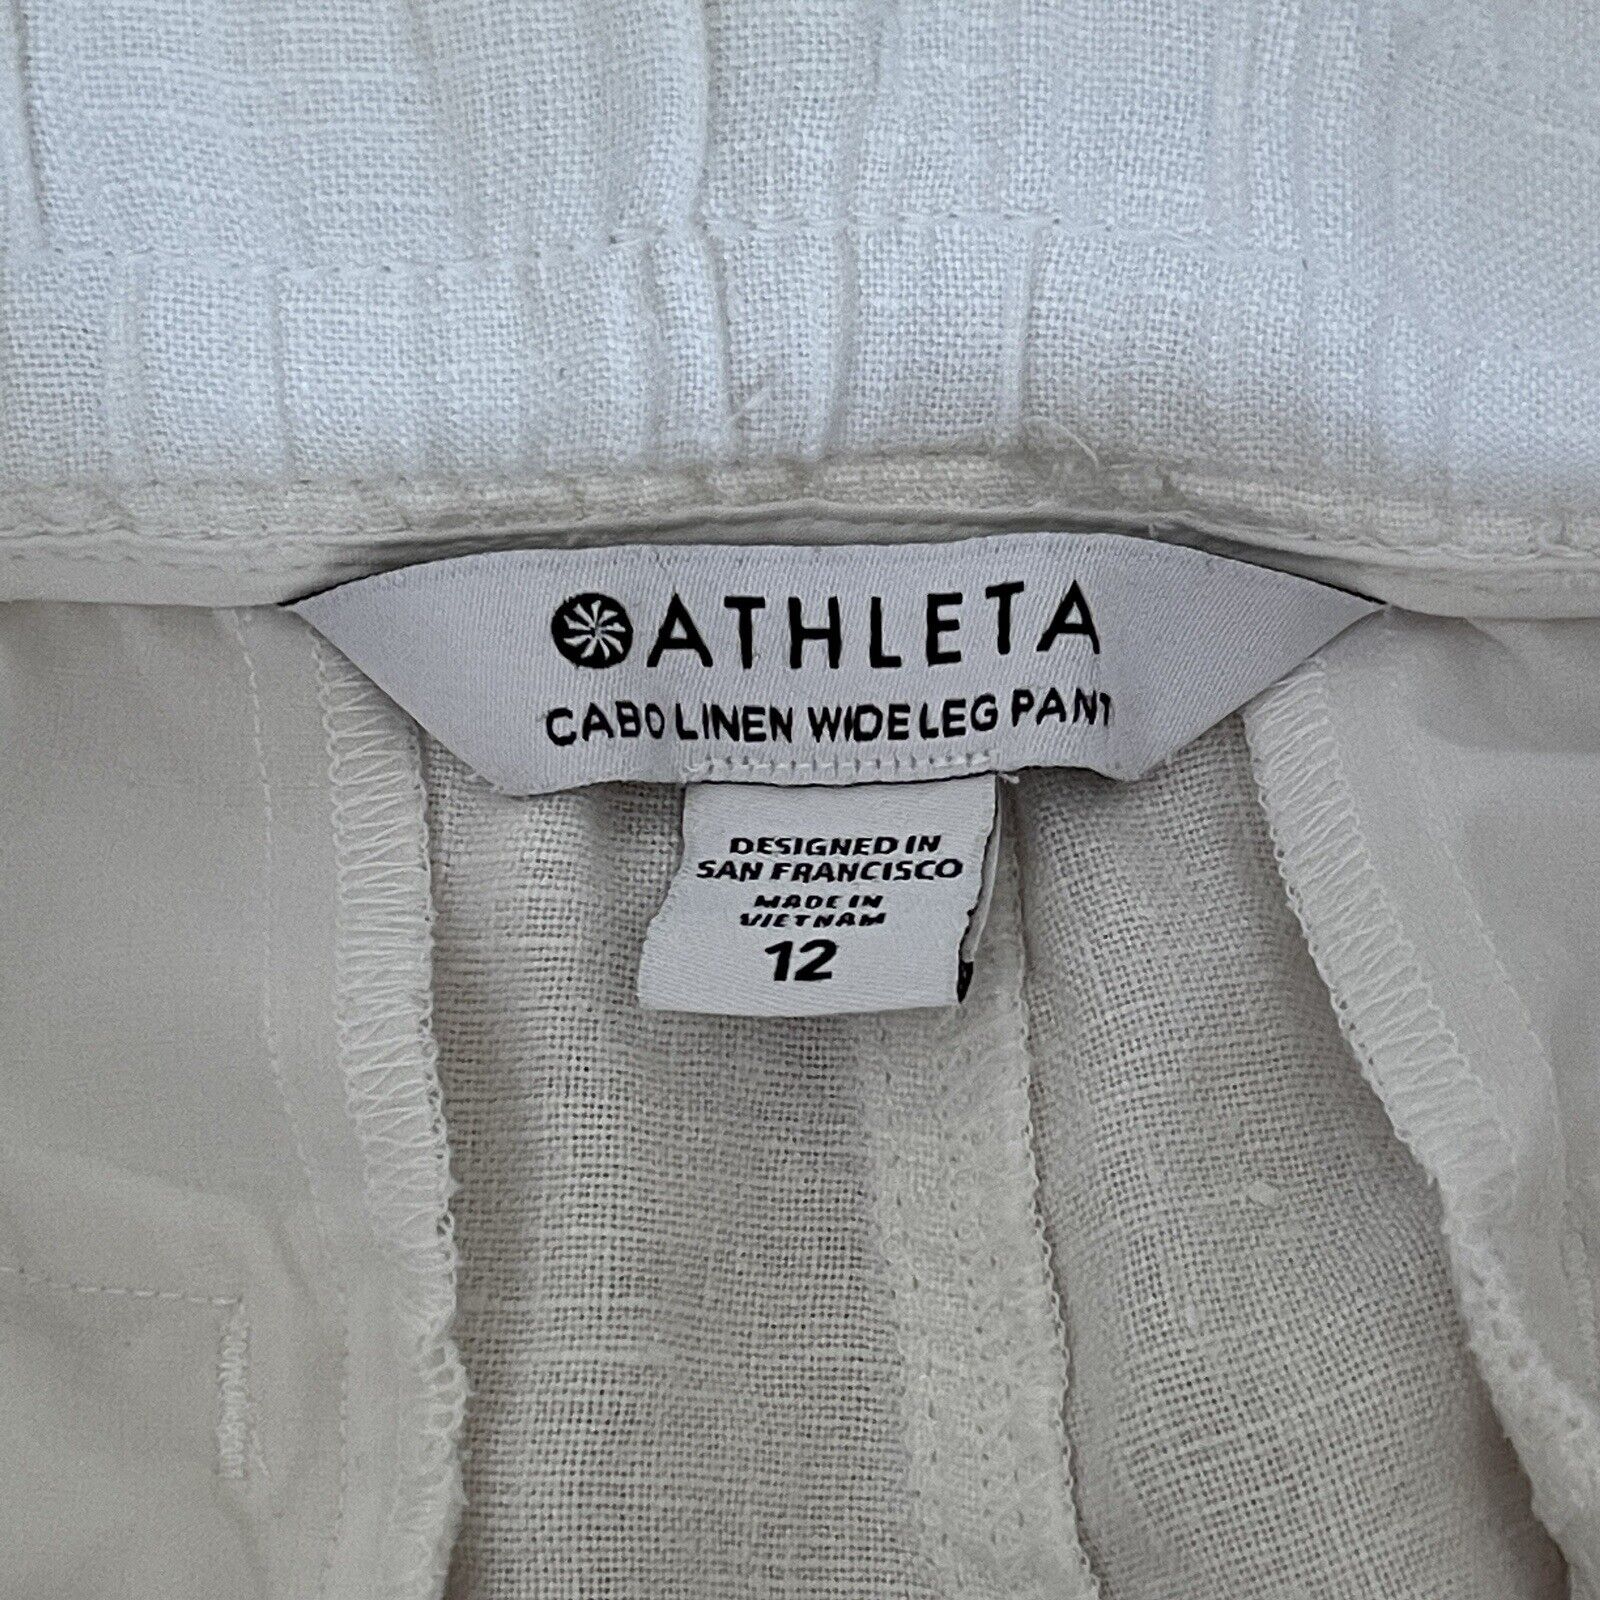 ATHLETA
CABO LINEN WIDE LEG PANT
DESIGNED IN
SAN FRANCISCO
MADE IN
VIETNAM
12